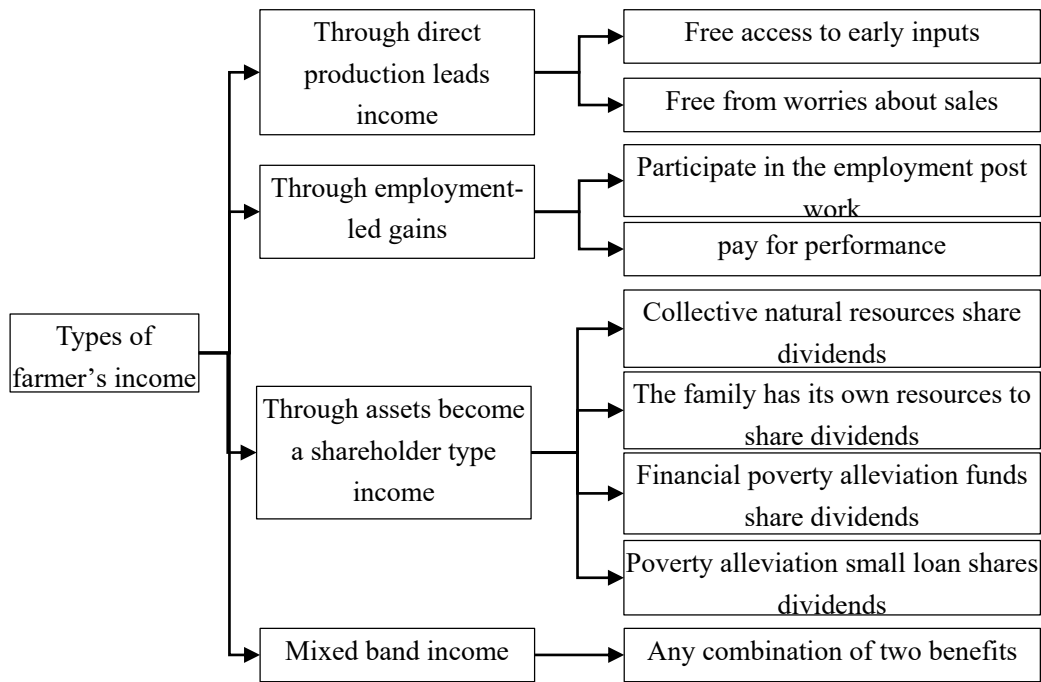 Types of
farmer’s income
Through direct
production leads
income
Free access to early inputs
Free from worries about sales
Through employment-
led gains
Participate in the employment post
work
pay for performance
Through assets become
a shareholder type
income
Collective natural resources share
dividends
The family has its own resources to
share dividends
Financial poverty alleviation funds
share dividends
Poverty alleviation small loan shares
dividends
Mixed band income
Any combination of two benefits